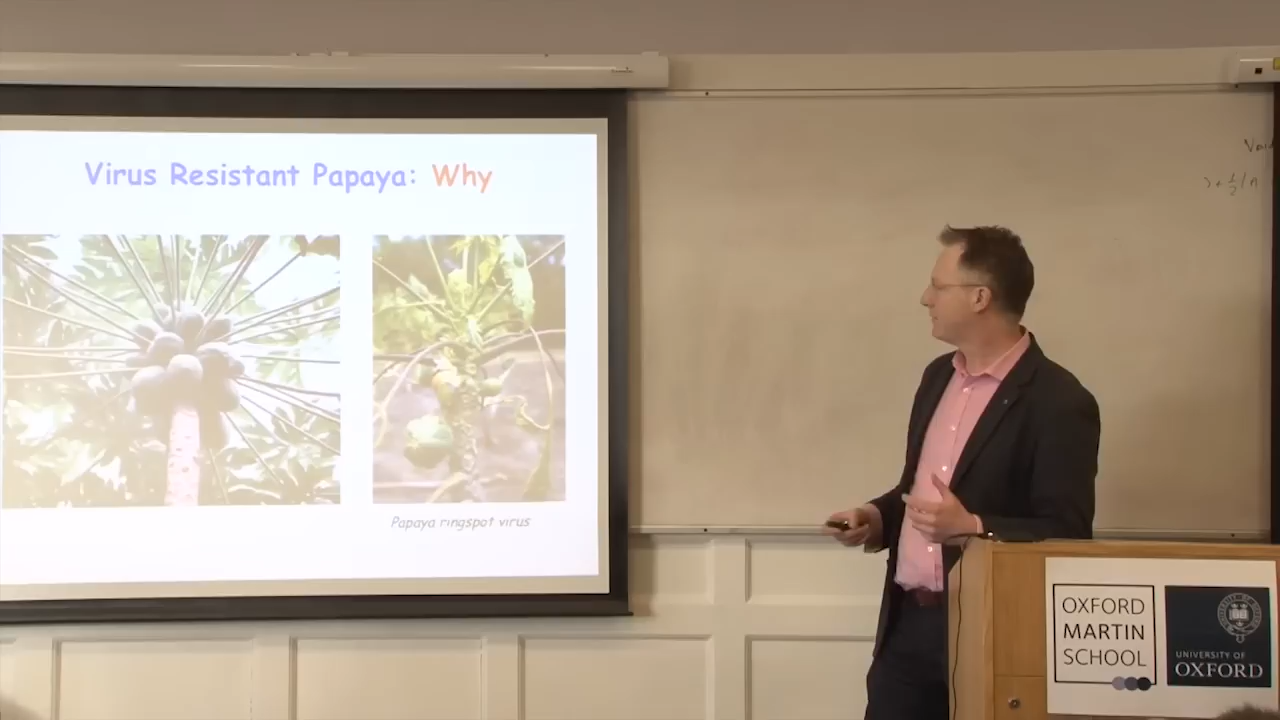 Virus Resistant Papaya: Why
Papaya ringspot virus
OXFORD
MARTIN
SCHOOL
UNIVERSITY OF
OXFORD